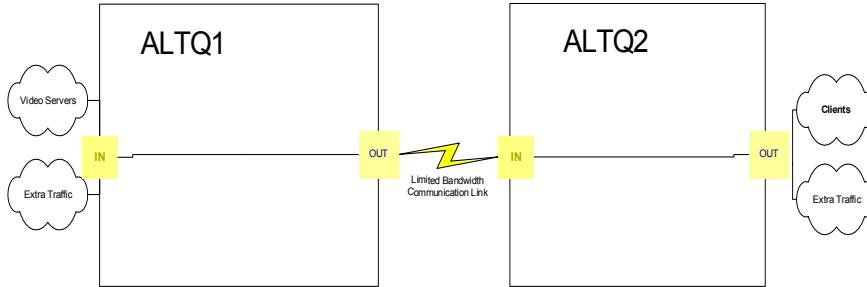 ALTQ1
ALTQ2
Video Servers
Extra Traffic
IN
OUT
Limited Bandwidth
Communication Link
IN
OUT
Clients
Extra Traffic